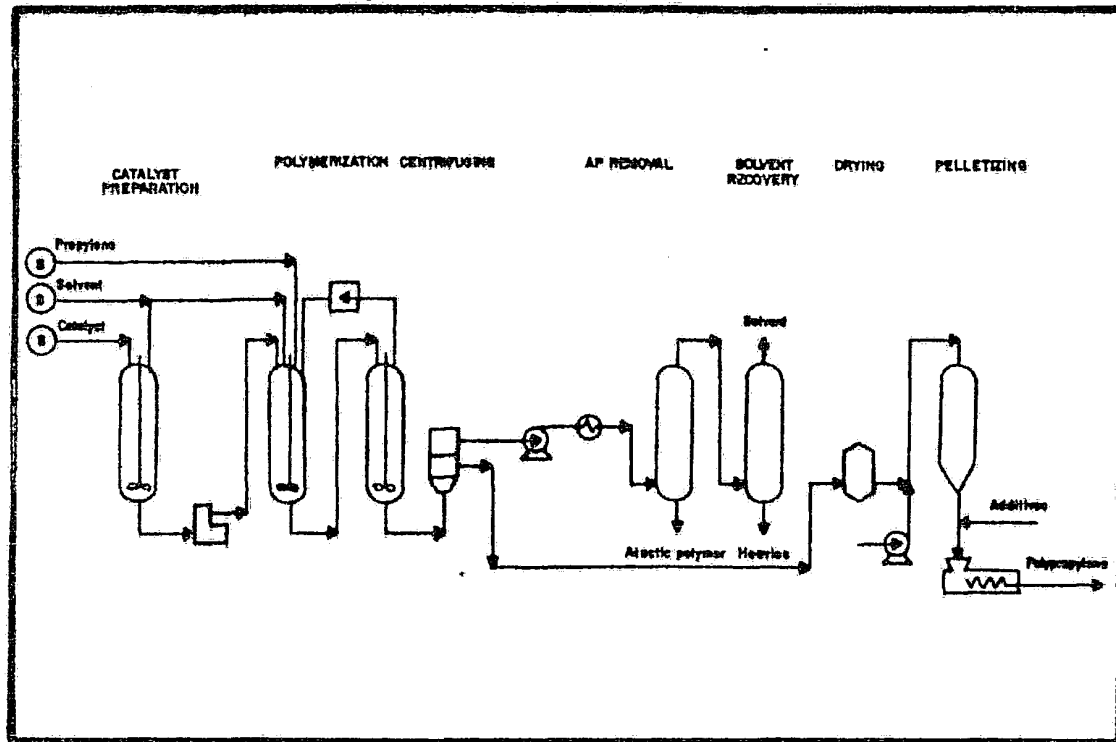 CATALYST
PREPARATION
POLYMERIZATION
CENTRIFUGING
AP REMOVAL
SOLVENT
RECOVERY
DRYING
PELLETIZING
Propylene
Solvent
Catalyst
Solvent
Additives
Atactic polymer
Heavies
Polypropylene